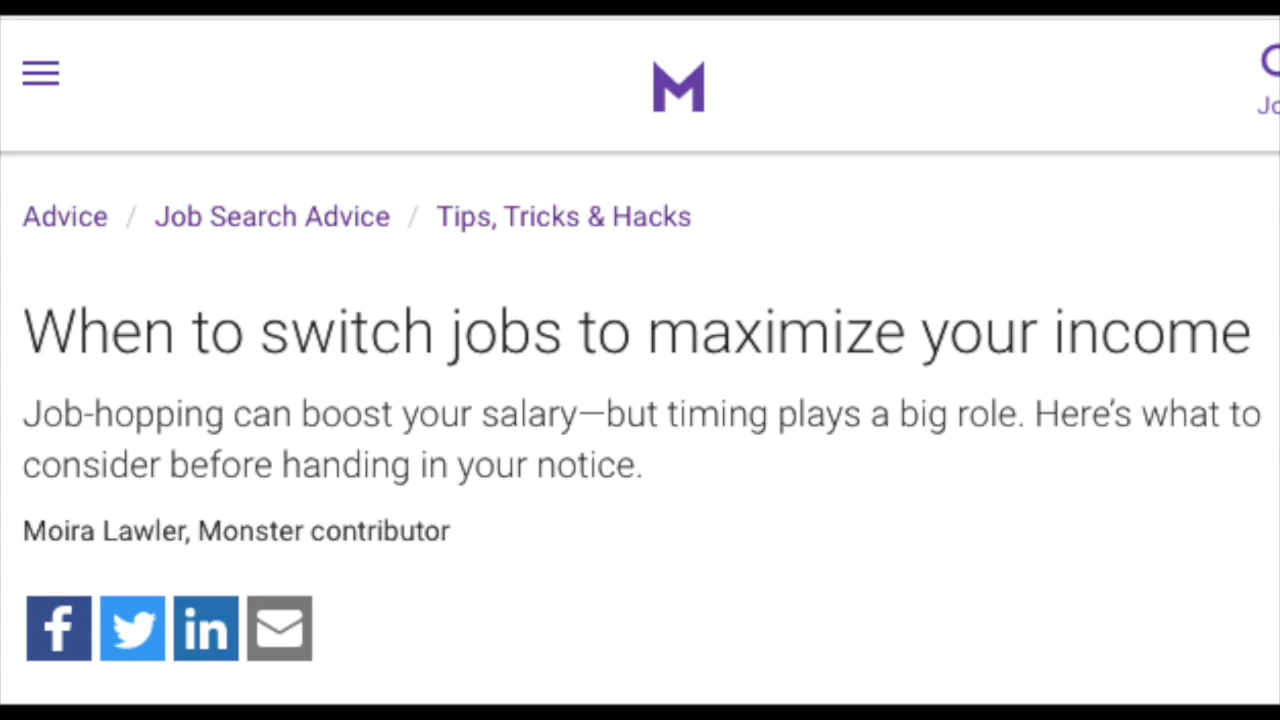 M
Advice / Job Search Advice / Tips, Tricks & Hacks
When to switch jobs to maximize your income
Job-hopping can boost your salary—but timing plays a big role. Here's what to
consider before handing in your notice.
Moira Lawler, Monster contributor
f in